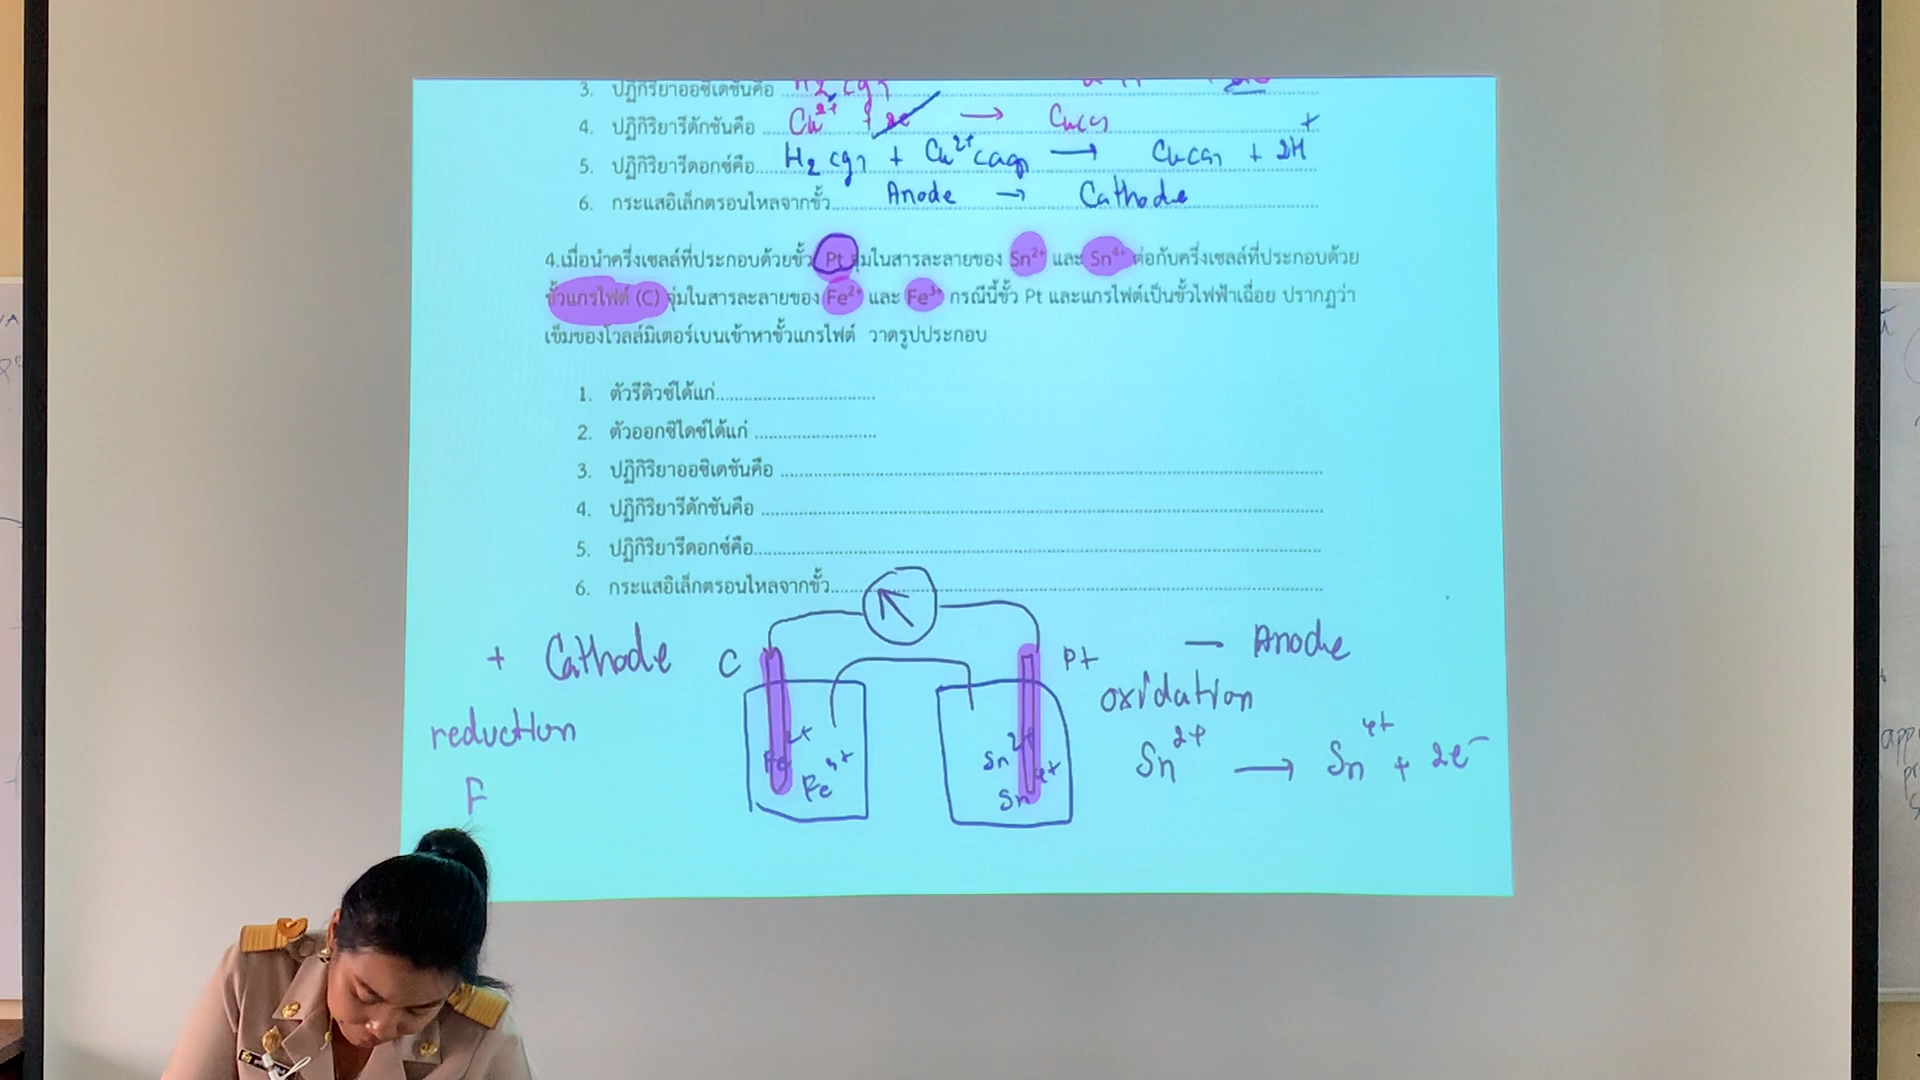 3. ปฏิกิริยาออซิเดชันคือ H2 (g)
4. ปฏิกิริยารีดักชันคือ Cu2+ + 2e → Cu(s)
5. ปฏิกิริยารีดอกซ์คือ H2 (g) + Cu2+ (aq) → Cu(s) + 2H+
6. กระแสอิเล็กตรอนไหลจากขั้ว Anode → Cathode
4.เมื่อนำครึ่งเซลล์ที่ประกอบด้วยขั้ว Pt จุ่มในสารละลายของ Sn2+ และ Sn4+ ต่อกับครึ่งเซลล์ที่ประกอบด้วย
ขั้วแกรไฟต์ (C) จุ่มในสารละลายของ Fe2+ และ Fe3+ กรณีนี้ขั้ว Pt และแกรไฟต์เป็นขั้วไฟฟ้าเฉื่อย ปรากฏว่า
เข็มของโวลล์มิเตอร์เบนเข้าหาขั้วแกรไฟต์ วาดรูปประกอบ
1. ตัวรีดิวซ์ได้แก่
2. ตัวออกซิไดซ์ได้แก่
3. ปฏิกิริยาออซิเดชันคือ
4. ปฏิกิริยารีดักชันคือ
5. ปฏิกิริยารีดอกซ์คือ
6. กระแสอิเล็กตรอนไหลจากขั้ว
+ Cathode C Pt − Anode
reduction oxidation
Fe2+ Sn2+ Sn2+ → Sn4+ + 2e−
F Fe Sn4+